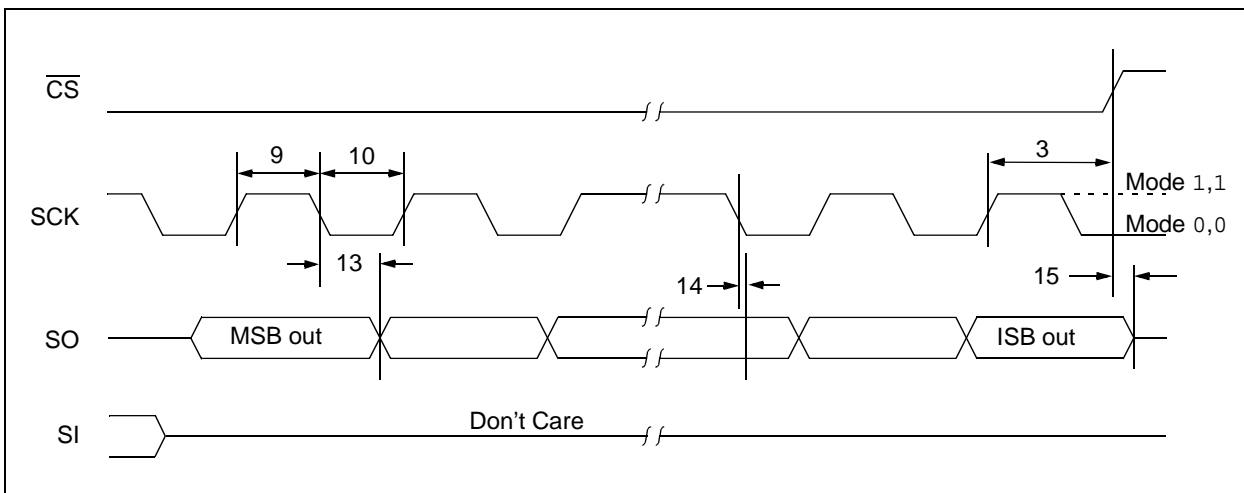 CS
9
10
3
Mode 1,1
SCK
Mode 0,0
13
14
15
SO
MSB out
ISB out
Don't Care
SI